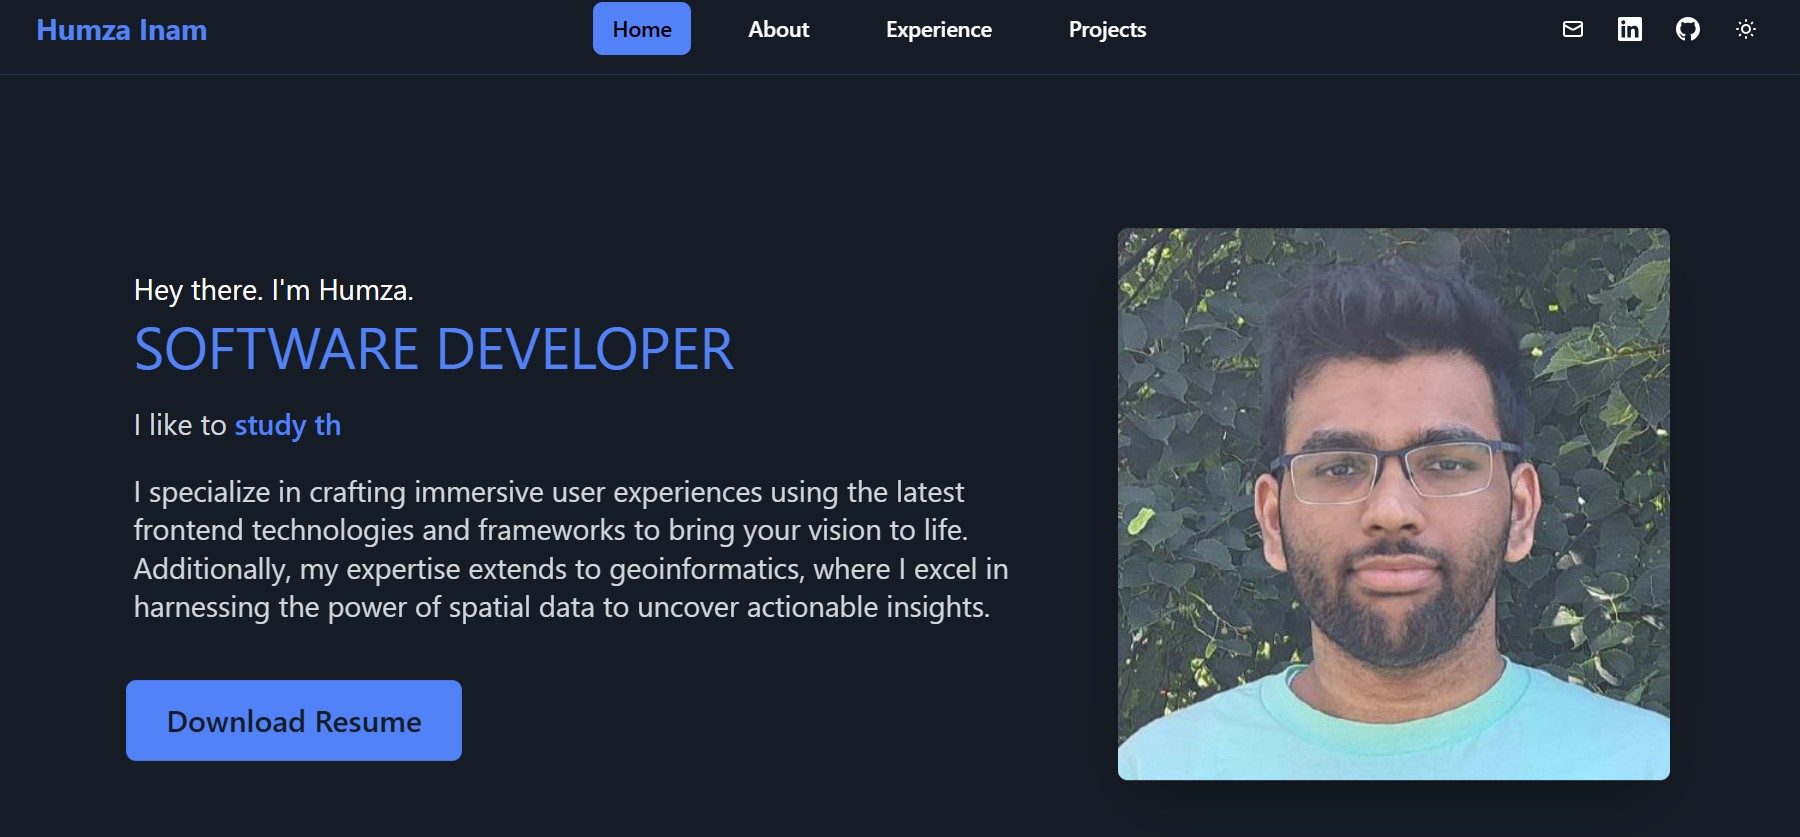 Humza Inam
Home
About
Experience
Projects
Hey there. I'm Humza.
SOFTWARE DEVELOPER
I like to study th
I specialize in crafting immersive user experiences using the latest
frontend technologies and frameworks to bring your vision to life.
Additionally, my expertise extends to geoinformatics, where I excel in
harnessing the power of spatial data to uncover actionable insights.
Download Resume